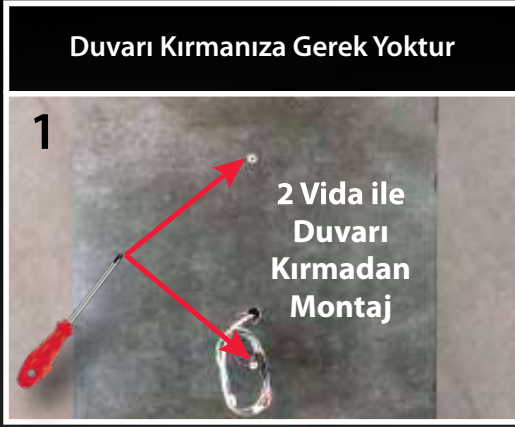 Duvarı Kırmanıza Gerek Yoktur
1
2 Vida ile
Duvarı
Kırmadan
Montaj